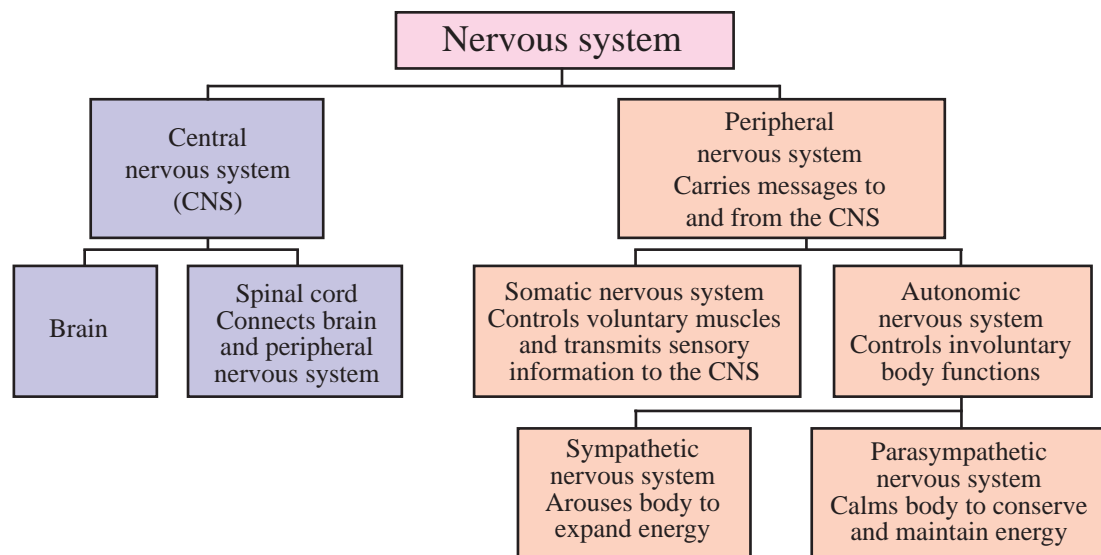 Nervous system
Central
nervous system
(CNS)
Peripheral
nervous system
Carries messages to
and from the CNS
Brain
Spinal cord
Connects brain
and peripheral
nervous system
Somatic nervous system
Controls voluntary muscles
and transmits sensory
information to the CNS
Autonomic
nervous system
Controls involuntary
body functions
Sympathetic
nervous system
Arouses body to
expand energy
Parasympathetic
nervous system
Calms body to conserve
and maintain energy